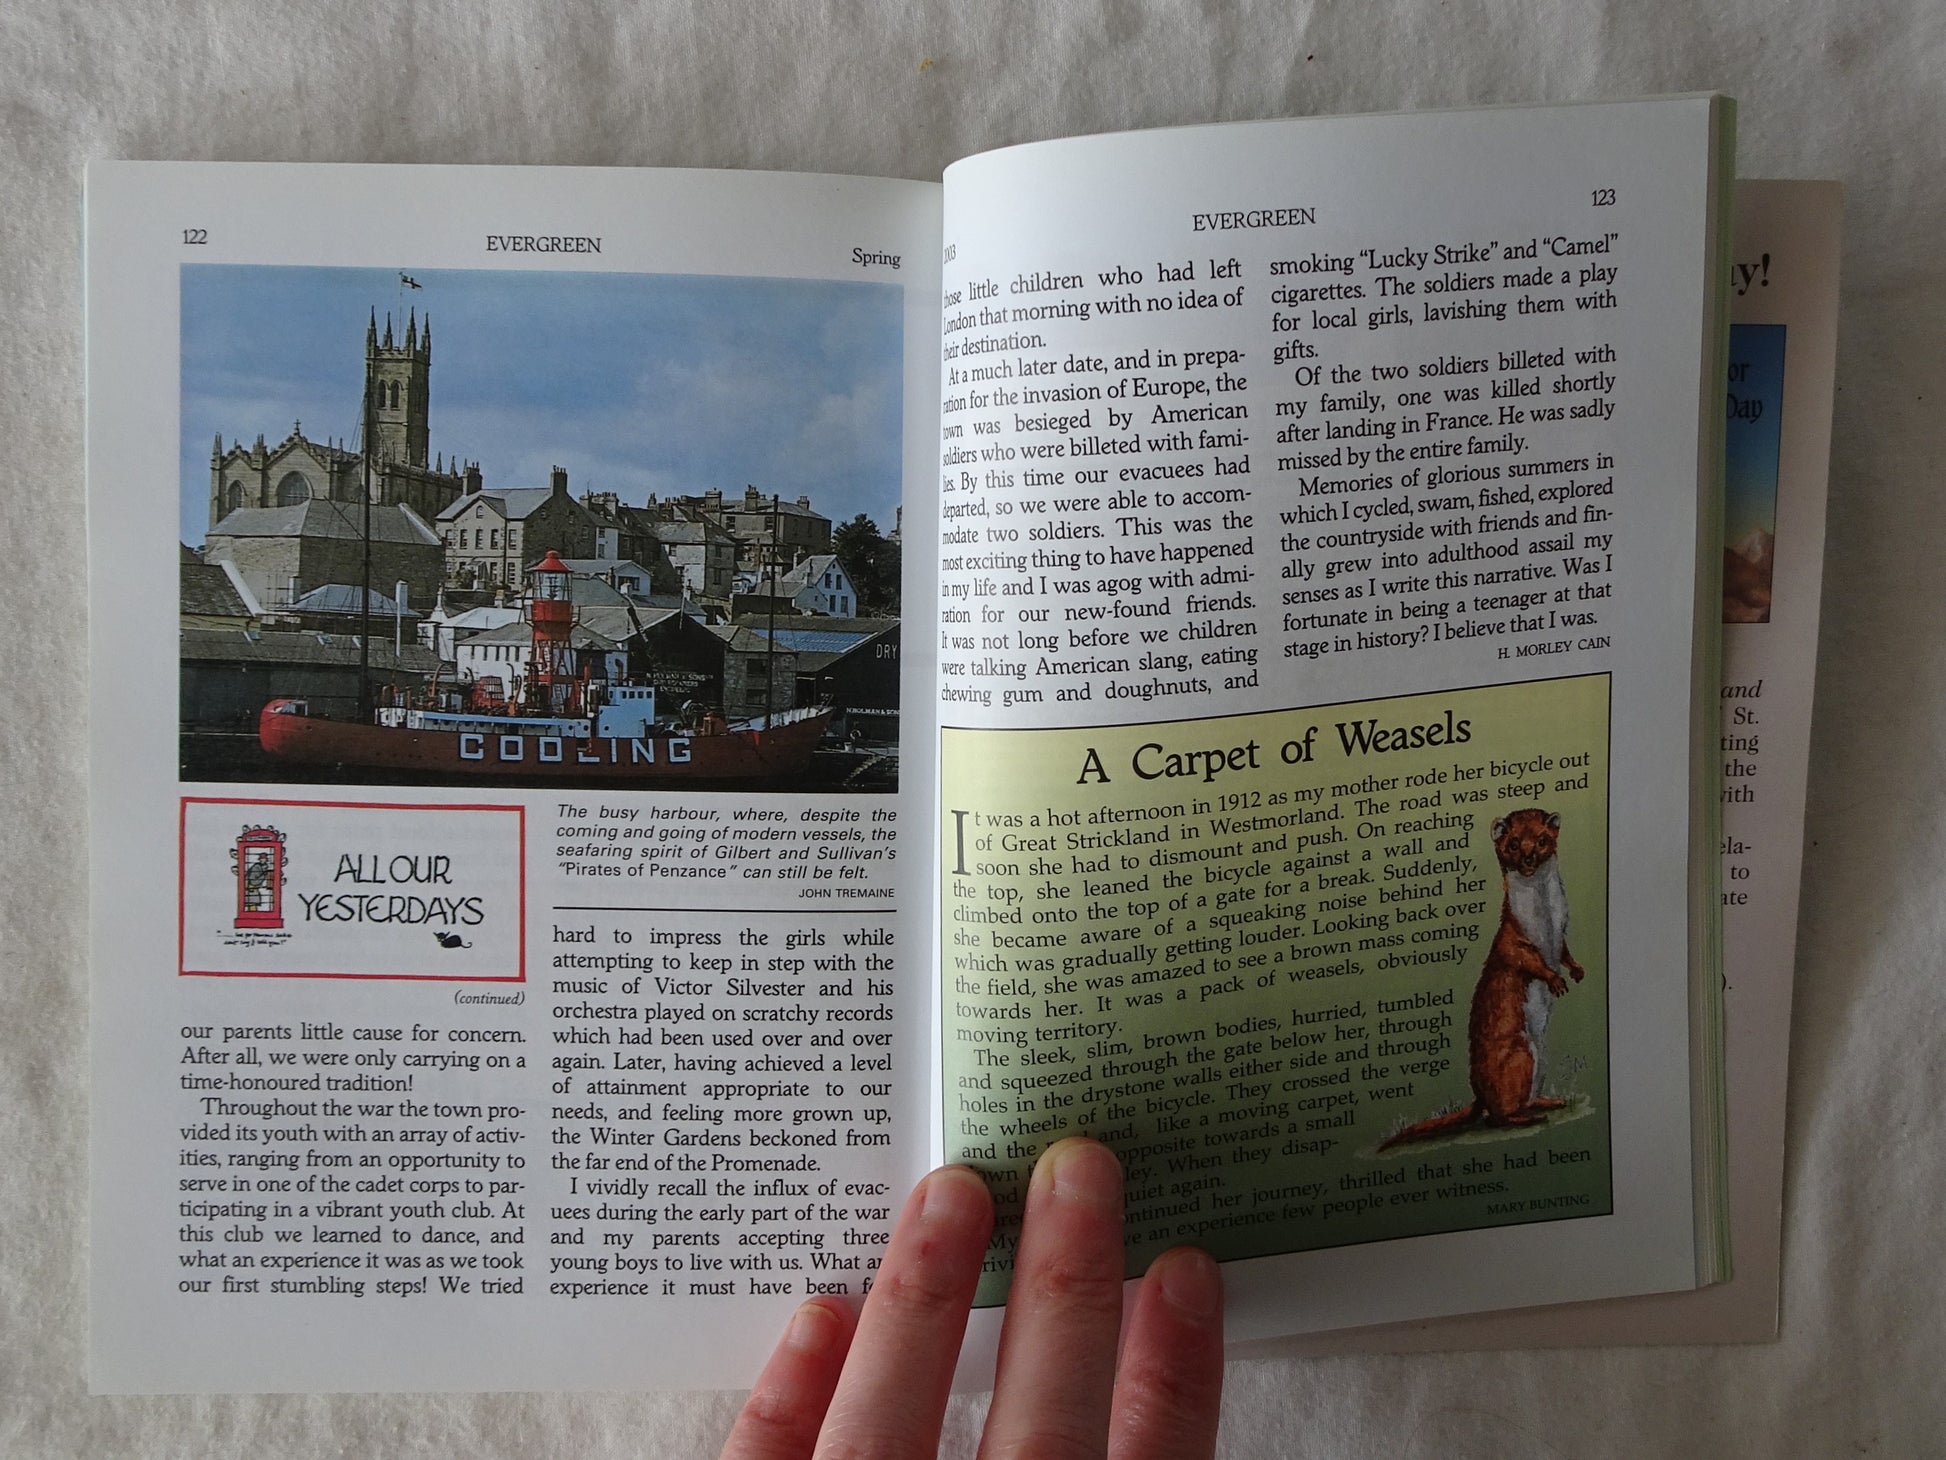 122
EVERGREEN
Spring
DRY
COOLING
ALL OUR
YESTERDAYS
(continued)
our parents little cause for concern.
After all, we were only carrying on a
time-honoured tradition!
Throughout the war the town pro-
vided its youth with an array of activ-
ities, ranging from an opportunity to
serve in one of the cadet corps to par-
ticipating in a vibrant youth club. At
this club we learned to dance, and
what an experience it was as we took
our first stumbling steps! We tried
The busy harbour, where, despite the
coming and going of modern vessels, the
seafaring spirit of Gilbert and Sullivan's
"Pirates of Penzance" can still be felt.
JOHN TREMAINE
hard to impress the girls while
attempting to keep in step with the
music of Victor Silvester and his
orchestra played on scratchy records
which had been used over and over
again. Later, having achieved a level
of attainment appropriate to our
needs, and feeling more grown up,
the Winter Gardens beckoned from
the far end of the Promenade.
I vividly recall the influx of evac-
uees during the early part of the war
and my parents accepting three
young boys to live with us. What an
experience it must have been
2003
EVERGREEN
123
those little children who had left
London that morning with no idea of
their destination.
At a much later date, and in prepa-
ration for the invasion of Europe, the
town was besieged by American
soldiers who were billeted with fami-
lies. By this time our evacuees had
departed, so we were able to accom-
modate two soldiers. This was the
most exciting thing to have happened
in my life and I was agog with admi-
ration for our new-found friends.
It was not long before we children
were talking American slang, eating
chewing gum and doughnuts, and
smoking “Lucky Strike” and “Camel”
cigarettes. The soldiers made a play
for local girls, lavishing them with
gifts.
Of the two soldiers billeted with
my family, one was killed shortly
after landing in France. He was sadly
missed by the entire family.
Memories of glorious summers in
which I cycled, swam, fished, explored
the countryside with friends and fin-
ally grew into adulthood assail my
senses as I write this narrative. Was I
fortunate in being a teenager at that
stage in history? I believe that I was.
H. MORLEY CAIN
A Carpet of Weasels
It was a hot afternoon in 1912 as my mother rode her bicycle out
of Great Strickland in Westmorland. The road was steep and
soon she had to dismount and push. On reaching
the top, she leaned the bicycle against a wall and
climbed onto the top of a gate for a break. Suddenly,
she became aware of a squeaking noise behind her
which was gradually getting louder. Looking back over
the field, she was amazed to see a brown mass coming
towards her. It was a pack of weasels, obviously
moving territory.
The sleek, slim, brown bodies, hurried, tumbled
and squeezed through the gate below her, through
holes in the drystone walls either side and through
the wheels of the bicycle. They crossed the verge
and the and, like a moving carpet, went
down opposite towards a small
When they disap-
quiet again.
continued her journey, thrilled that she had been
an experience few people ever witness.
MARY BUNTING
Day
and
St.
the
with
to